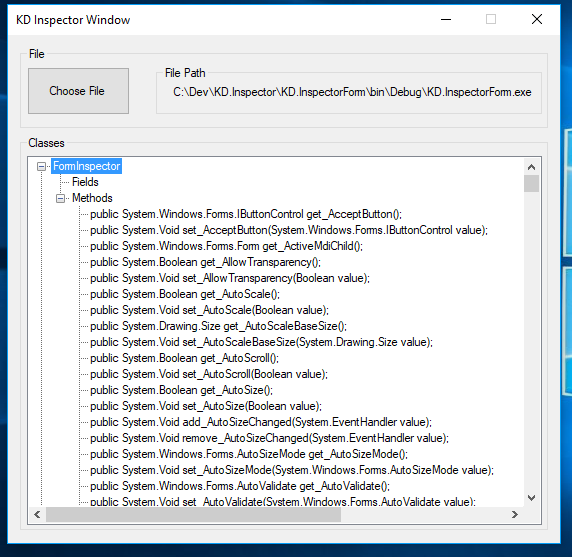 KD Inspector Window
File
Choose File
File Path
C:\Dev\KD.Inspector\KD.InspectorForm\bin\Debug\KD.InspectorForm.exe
Classes
FormInspector
Fields
Methods
public System.Windows.Forms.IButtonControl get_AcceptButton();
public System.Void set_AcceptButton(System.Windows.Forms.IButtonControl value);
public System.Windows.Forms.Form get_ActiveMdiChild();
public System.Boolean get_AllowTransparency();
public System.Void set_AllowTransparency(Boolean value);
public System.Boolean get_AutoScale();
public System.Void set_AutoScale(Boolean value);
public System.Drawing.Size get_AutoScaleBaseSize();
public System.Void set_AutoScaleBaseSize(System.Drawing.Size value);
public System.Boolean get_AutoScroll();
public System.Void set_AutoScroll(Boolean value);
public System.Boolean get_AutoSize();
public System.Void set_AutoSize(Boolean value);
public System.Void add_AutoSizeChanged(System.EventHandler value);
public System.Void remove_AutoSizeChanged(System.EventHandler value);
public System.Windows.Forms.AutoSizeMode get_AutoSizeMode();
public System.Void set_AutoSizeMode(System.Windows.Forms.AutoSizeMode value);
public System.Windows.Forms.AutoValidate get_AutoValidate();
public System.Void set_AutoValidate(System.Windows.Forms.AutoValidate value);